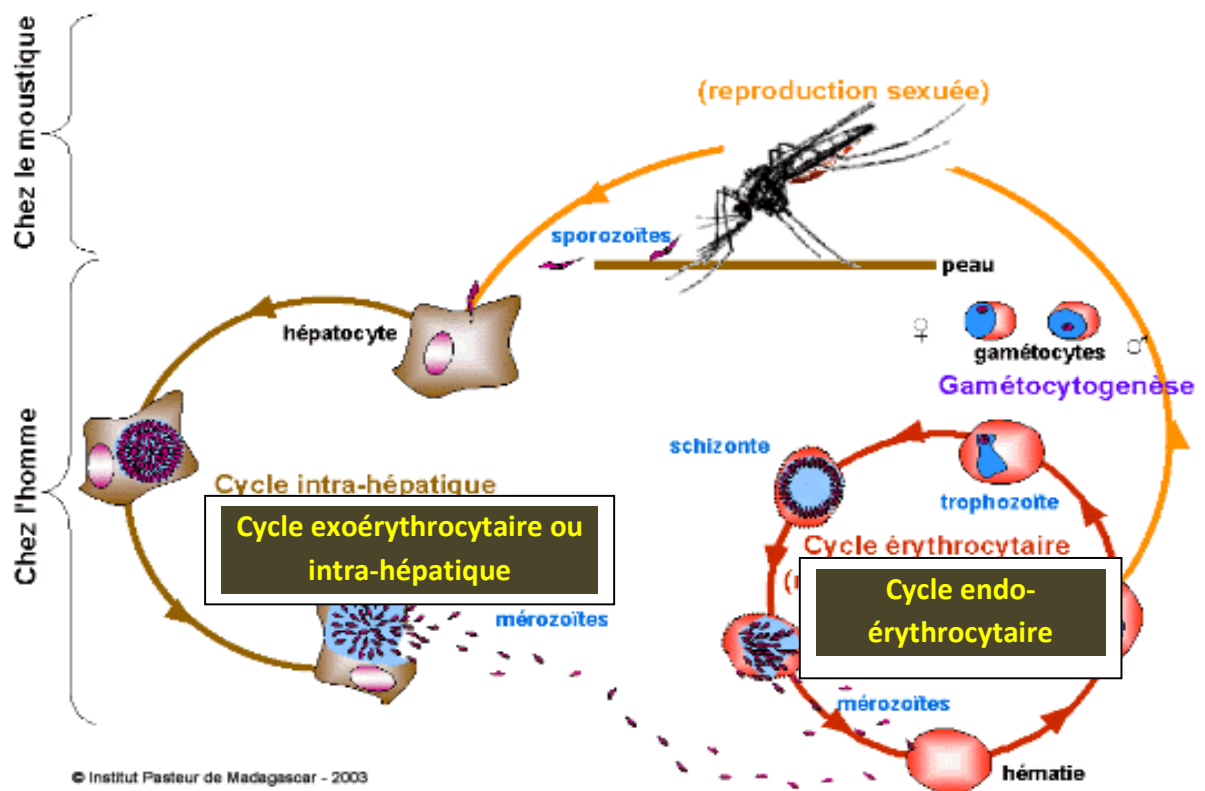 Chez le moustique
(reproduction sexuée)
sporozoïtes
peau
hépatocyte
♀
gamétocytes
♂
Gamétocytogenèse
Chez l'homme
schizonte
trophozoïte
Cycle intra-hépatique
Cycle exoérythrocytaire ou
intra-hépatique
Cycle érythrocytaire
(
Cycle endo-
érythrocytaire
mérozoïtes
mérozoïtes
hématie
© Institut Pasteur de Madagascar - 2003